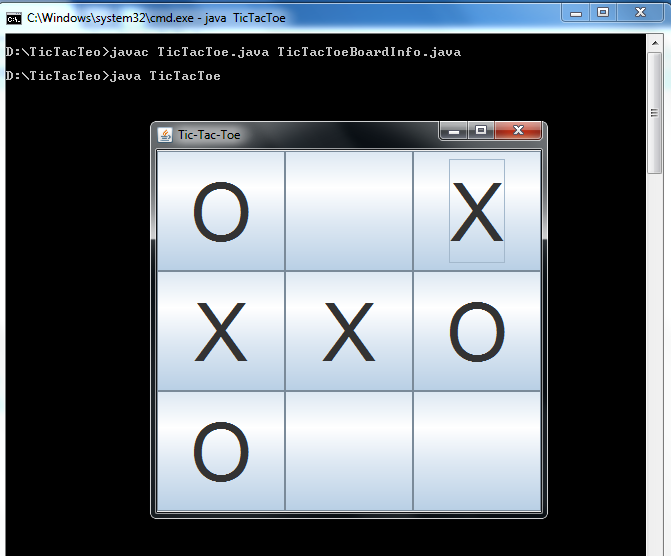 C:\Windows\system32\cmd.exe - java  TicTacToe
D:\TicTacTeo>javac TicTacToe.java TicTacToeBoardInfo.java
D:\TicTacTeo>java TicTacToe
Tic-Tac-Toe
O X
X X O
O